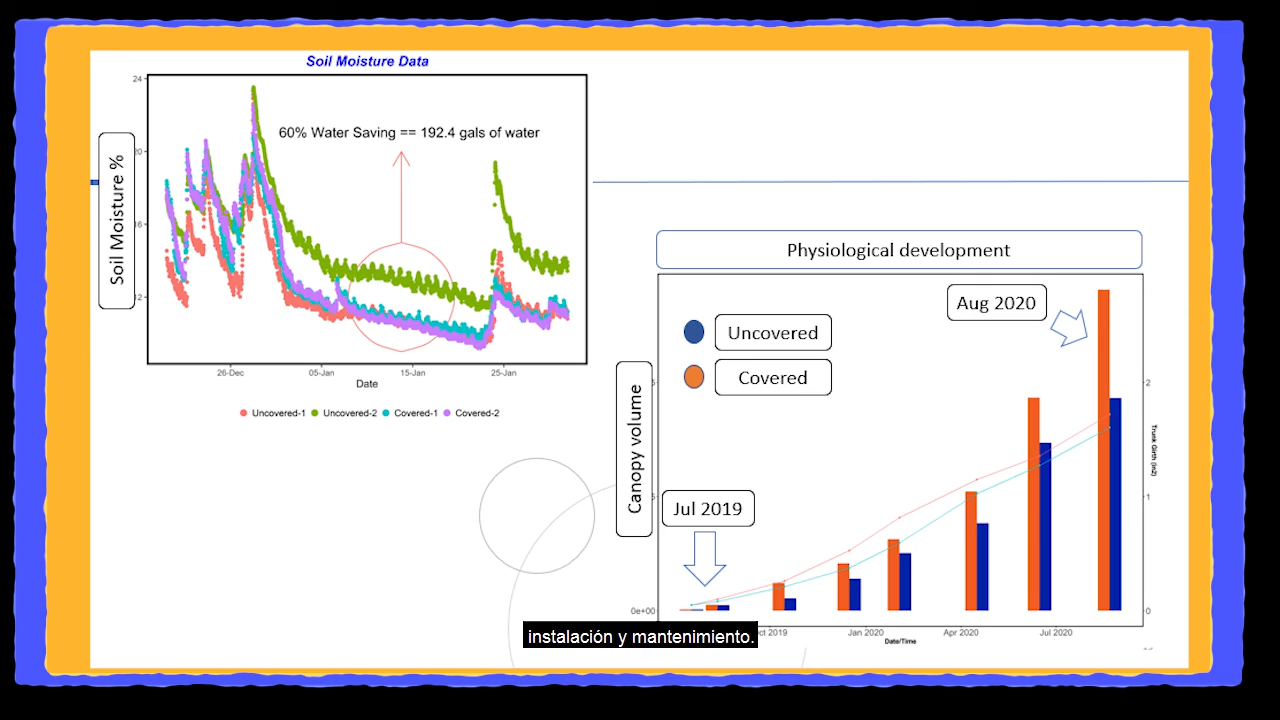 Soil Moisture Data
24
20
16
12
Soil Moisture %
60% Water Saving == 192.4 gals of water
26-Dec
05-Jan
15-Jan
25-Jan
Date
Uncovered-1
Uncovered-2
Covered-1
Covered-2
Physiological development
Aug 2020
Uncovered
Covered
Canopy volume
Jul 2019
0e+00
2
1
0
Trunk Girth (in2)
Jan 2020
Apr 2020
Jul 2020
Date/Time
instalación y mantenimiento.